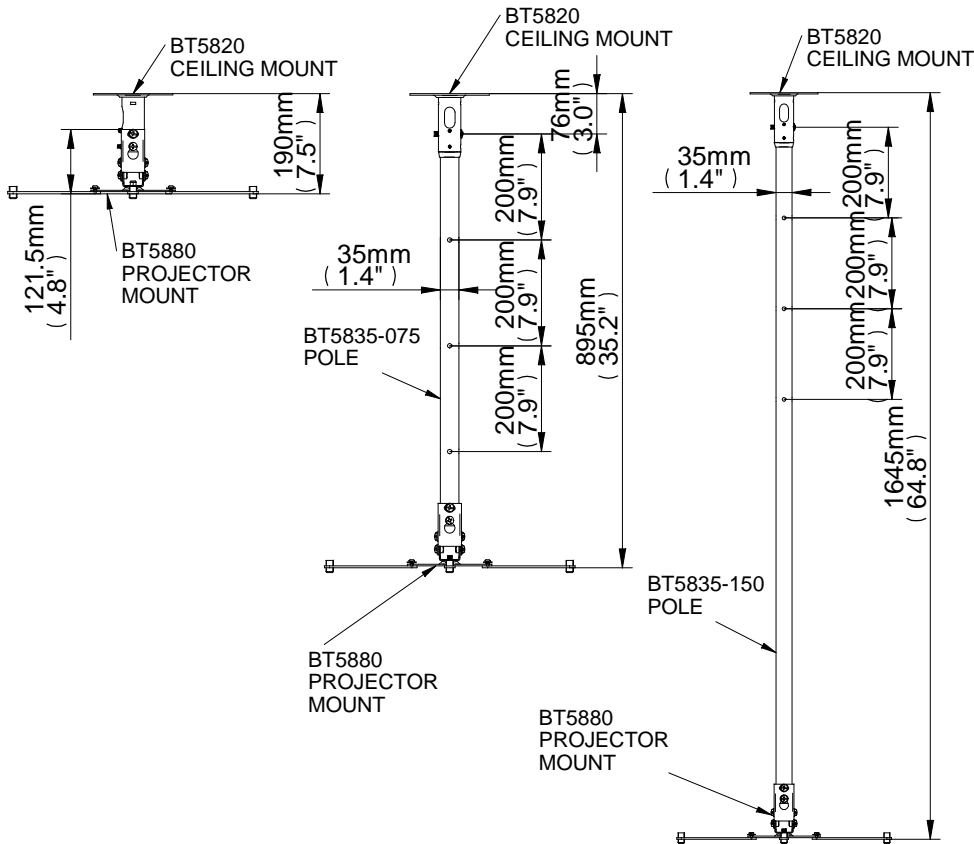 BT5820
CEILING MOUNT
190mm
( 7.5" )
121.5mm
( 4.8" )
BT5880
PROJECTOR
MOUNT
BT5820
CEILING MOUNT
76mm
( 3.0" )
200mm
( 7.9" )
35mm
( 1.4" )
200mm
( 7.9" )
BT5835-075
POLE
200mm
( 7.9" )
895mm
( 35.2" )
BT5880
PROJECTOR
MOUNT
BT5820
CEILING MOUNT
35mm
( 1.4" )
200mm
( 7.9" )
200mm
( 7.9" )
200mm
( 7.9" )
1645mm
( 64.8" )
BT5835-150
POLE
BT5880
PROJECTOR
MOUNT